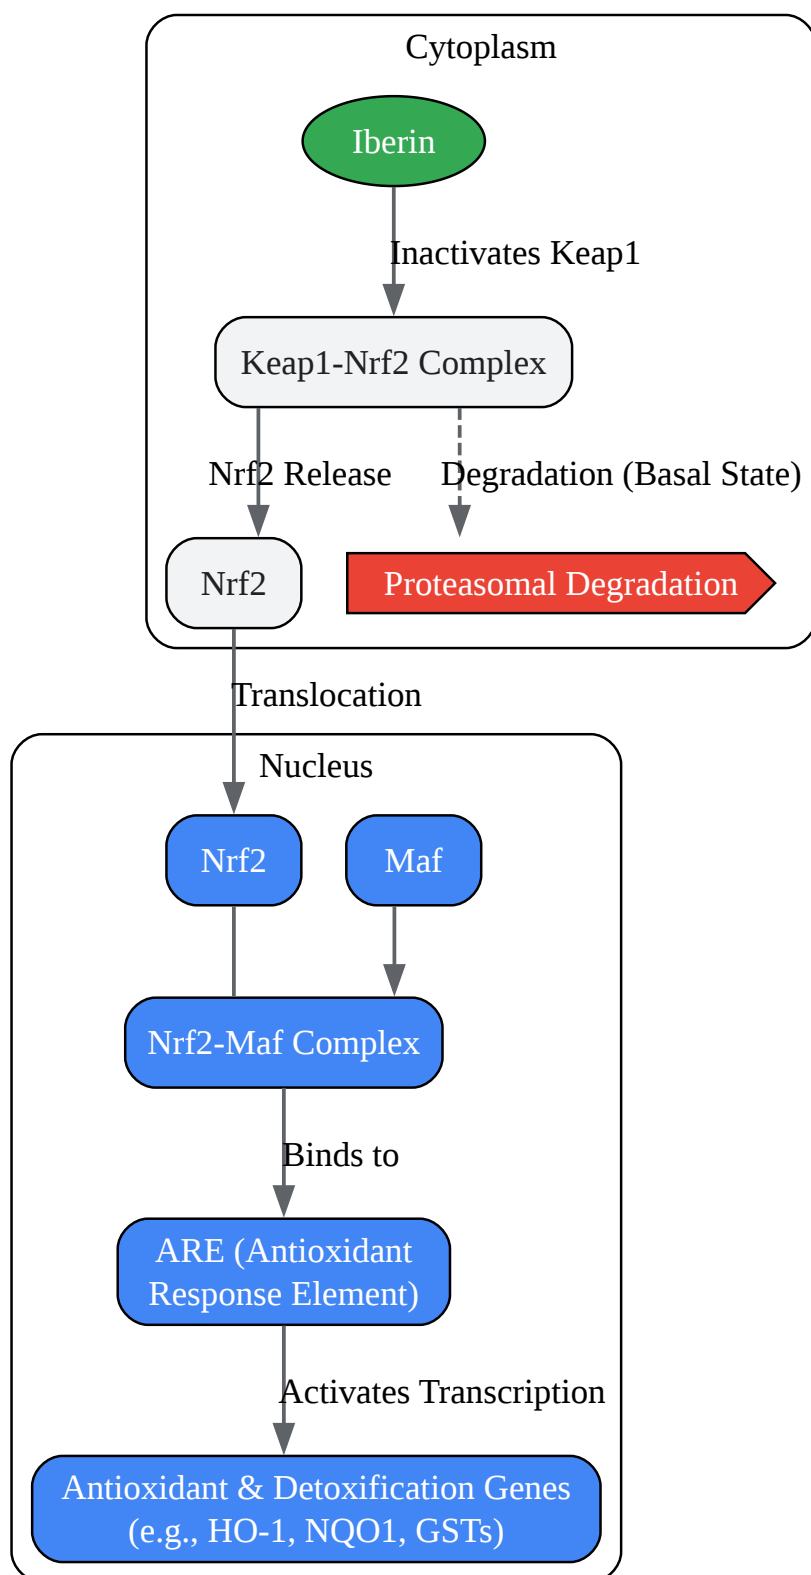 Cytoplasm
Iberin
Inactivates Keap1
Keap1-Nrf2 Complex
Nrf2 Release
Degradation (Basal State)
Nrf2
Proteasomal Degradation
Translocation
Nucleus
Nrf2
Maf
Nrf2-Maf Complex
Binds to
ARE (Antioxidant
Response Element)
Activates Transcription
Antioxidant & Detoxification Genes
(e.g., HO-1, NQO1, GSTs)